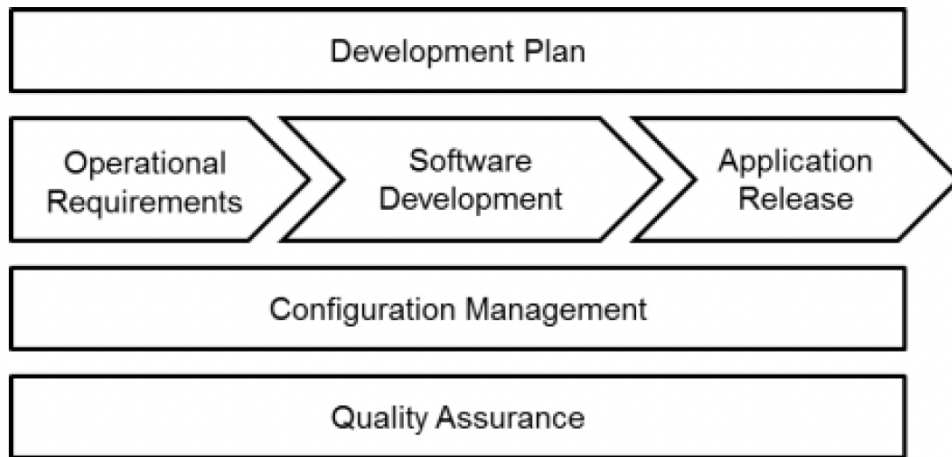 Development Plan
Operational
Requirements
Software
Development
Application
Release
Configuration Management
Quality Assurance